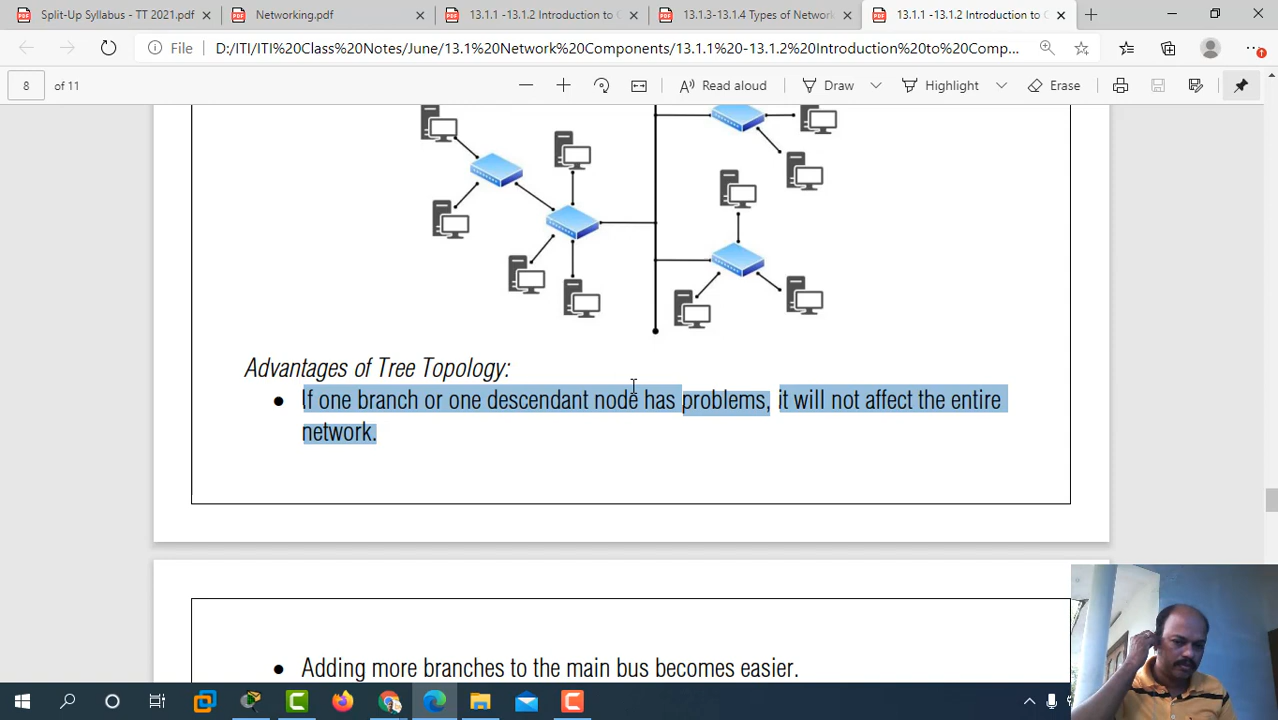 Split-Up Syllabus - TT 2021.pdf
Networking.pdf
13.1.1 -13.1.2 Introduction to C
13.1.3-13.1.4 Types of Network
13.1.1 -13.1.2 Introduction to C
File
D:/ITI/ITI%20Class%20Notes/June/13.1%20Network%20Components/13.1.1%20-13.1.2%20Introduction%20to%20Comp...
8 of 11
Read aloud
Draw
Highlight
Erase
Advantages of Tree Topology:
● If one branch or one descendant node has problems, it will not affect the entire
network.
● Adding more branches to the main bus becomes easier.